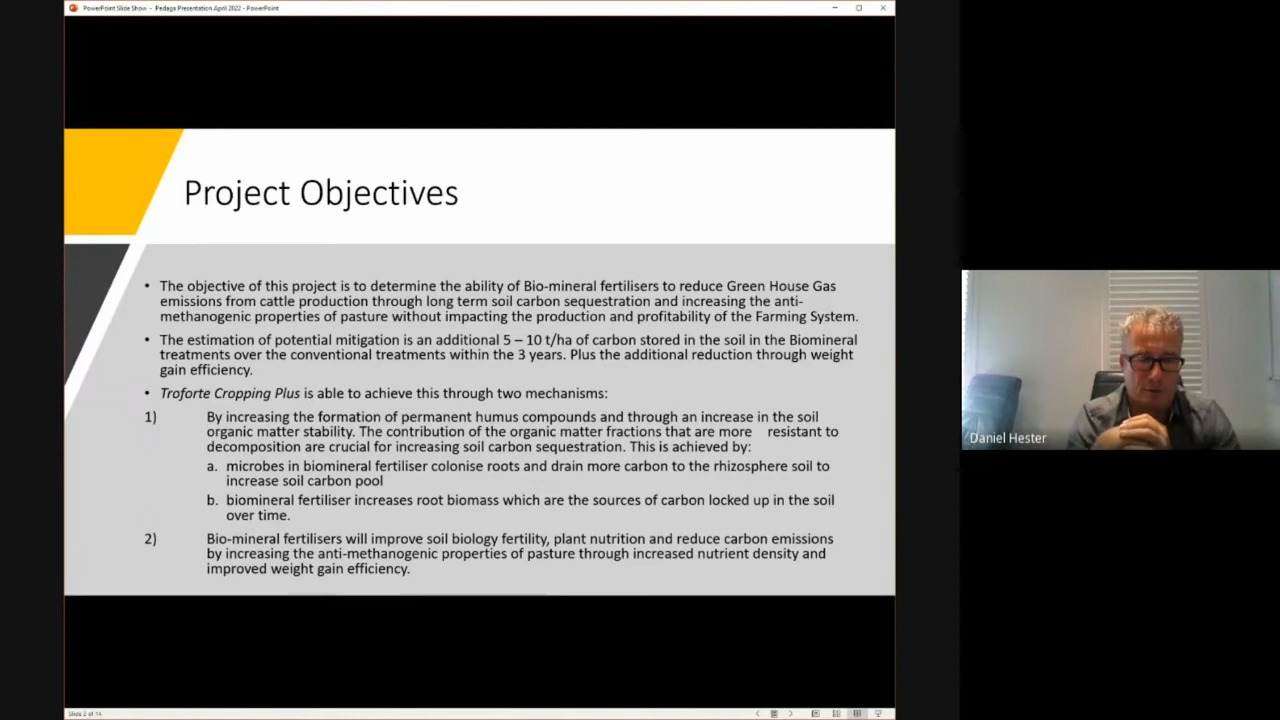 PowerPoint Slide Show - Pedaga Presentation April 2022 - PowerPoint
Project Objectives
• The objective of this project is to determine the ability of Bio-mineral fertilisers to reduce Green House Gas
emissions from cattle production through long term soil carbon sequestration and increasing the anti-
methanogenic properties of pasture without impacting the production and profitability of the Farming System.
• The estimation of potential mitigation is an additional 5 – 10 t/ha of carbon stored in the soil in the Biomineral
treatments over the conventional treatments within the 3 years. Plus the additional reduction through weight
gain efficiency.
• Troforte Cropping Plus is able to achieve this through two mechanisms:
1) By increasing the formation of permanent humus compounds and through an increase in the soil
organic matter stability. The contribution of the organic matter fractions that are more resistant to
decomposition are crucial for increasing soil carbon sequestration. This is achieved by:
a. microbes in biomineral fertiliser colonise roots and drain more carbon to the rhizosphere soil to
increase soil carbon pool
b. biomineral fertiliser increases root biomass which are the sources of carbon locked up in the soil
over time.
2) Bio-mineral fertilisers will improve soil biology fertility, plant nutrition and reduce carbon emissions
by increasing the anti-methanogenic properties of pasture through increased nutrient density and
improved weight gain efficiency.
Daniel Hester
Slide 2 of 14